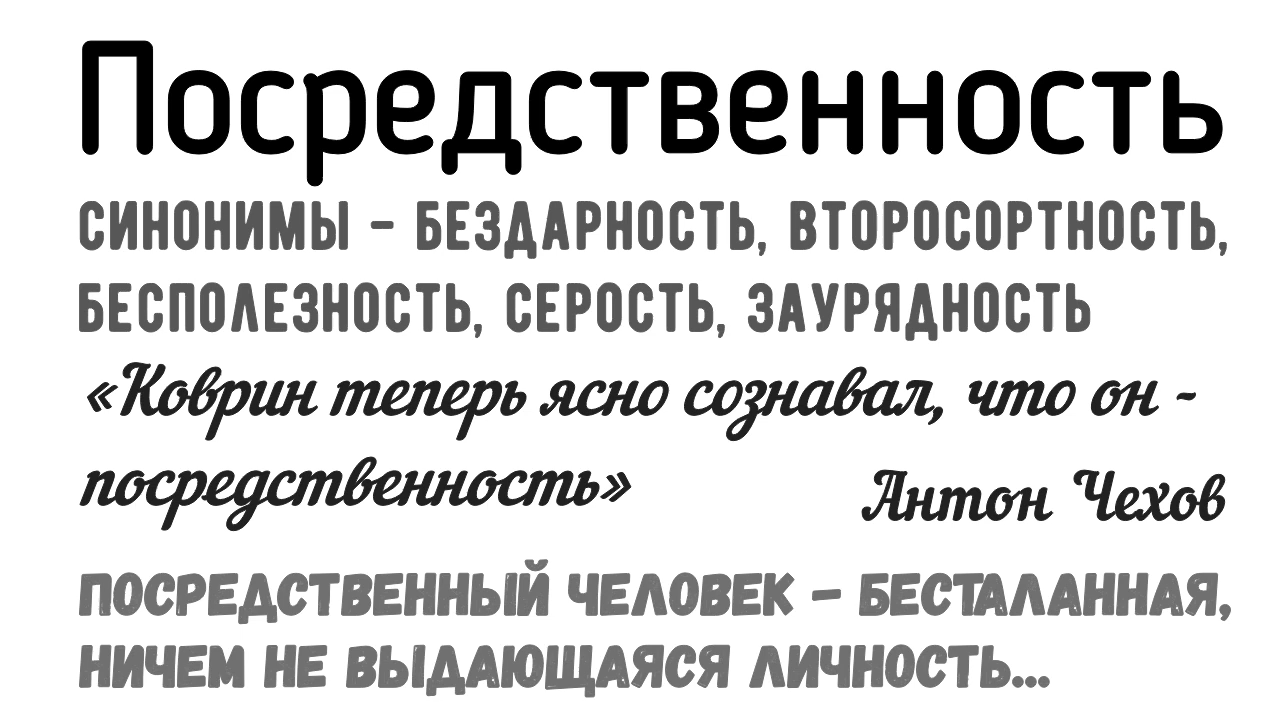 Посредственность
СИНОНИМЫ - БЕЗДАРНОСТЬ, ВТОРОСОРТНОСТЬ,
БЕСПОЛЕЗНОСТЬ, СЕРОСТЬ, ЗАУРЯДНОСТЬ
«Коврин теперь ясно сознавал, что он -
посредственность»
Антон Чехов
ПОСРЕДСТВЕННЫЙ ЧЕЛОВЕК - БЕСТАЛАННАЯ,
НИЧЕМ НЕ ВЫДАЮЩАЯСЯ ЛИЧНОСТЬ...